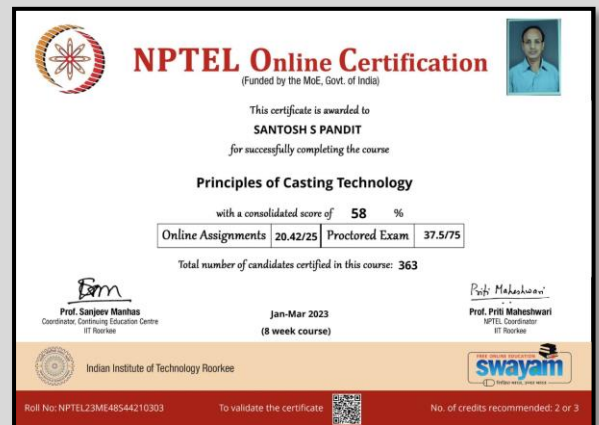 NPTEL Online Certification
(Funded by the MoE, Govt. of India)
This certificate is awarded to
SANTOSH S PANDIT
for successfully completing the course
Principles of Casting Technology
with a consolidated score of 58 %
Online Assignments 20.42/25 Proctored Exam 37.5/75
Total number of candidates certified in this course: 363
Prof. Sanjeev Manhas
Coordinator, Continuing Education Centre
IIT Roorkee
Jan-Mar 2023
(8 week course)
Priti Maheshwari
Prof. Priti Maheshwari
NPTEL Coordinator
IIT Roorkee
Indian Institute of Technology Roorkee
FREE ONLINE EDUCATION
swayam
Roll No: NPTEL23ME48S44210303
To validate the certificate
No. of credits recommended: 2 or 3